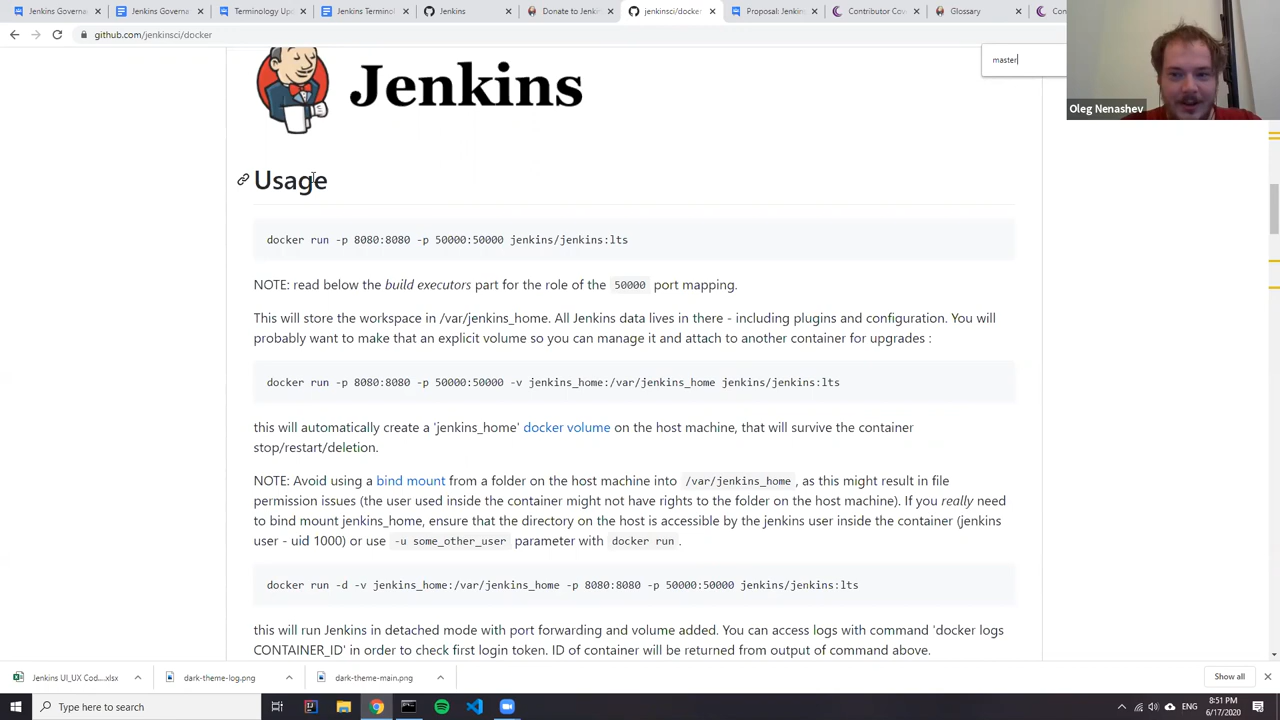 Jenkins Governa
Jenkins Governa
Terminology Up
Jenkins Terminol
Jenkins
Donate to Jenki
jenkinsci/docker
Proposal: Jenkin
Contributor Cov
Glossary
Con
github.com/jenkinsci/docker
master
Oleg Nenashev
Jenkins
Usage
docker run -p 8080:8080 -p 50000:50000 jenkins/jenkins:lts
NOTE: read below the build executors part for the role of the 50000 port mapping.
This will store the workspace in /var/jenkins_home. All Jenkins data lives in there - including plugins and configuration. You will
probably want to make that an explicit volume so you can manage it and attach to another container for upgrades :
docker run -p 8080:8080 -p 50000:50000 -v jenkins_home:/var/jenkins_home jenkins/jenkins:lts
this will automatically create a 'jenkins_home' docker volume on the host machine, that will survive the container
stop/restart/deletion.
NOTE: Avoid using a bind mount from a folder on the host machine into /var/jenkins_home , as this might result in file
permission issues (the user used inside the container might not have rights to the folder on the host machine). If you really need
to bind mount jenkins_home, ensure that the directory on the host is accessible by the jenkins user inside the container (jenkins
user - uid 1000) or use -u some_other_user parameter with docker run .
docker run -d -v jenkins_home:/var/jenkins_home -p 8080:8080 -p 50000:50000 jenkins/jenkins:lts
this will run Jenkins in detached mode with port forwarding and volume added. You can access logs with command 'docker logs
CONTAINER_ID' in order to check first login token. ID of container will be returned from output of command above.
Jenkins UI_UX Cod....xlsx
dark-theme-log.png
dark-theme-main.png
Show all
Type here to search
ENG
8:51 PM
6/17/2020